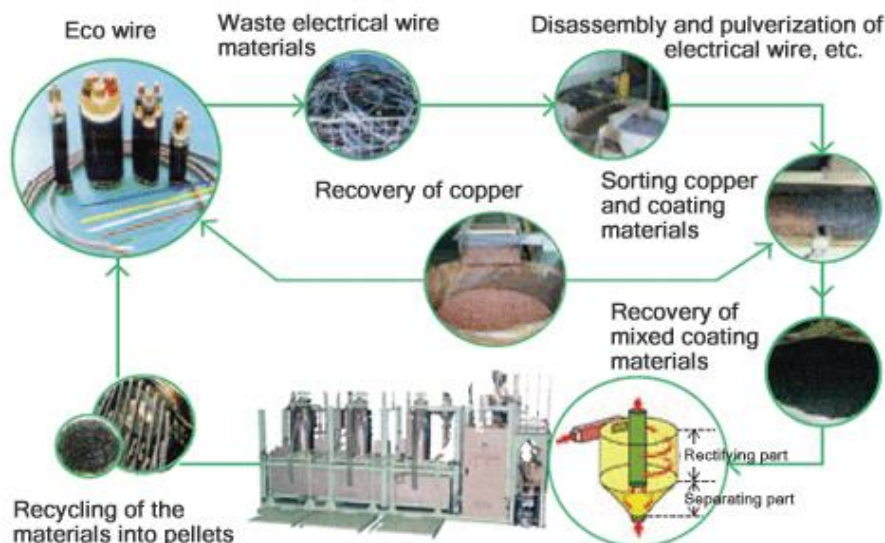 Eco wire
Waste electrical wire
materials
Disassembly and pulverization of
electrical wire, etc.
Recovery of copper
Sorting copper
and coating
materials
Recovery of
mixed coating
materials
Rectifying part
Separating part
Recycling of the
materials into pellets